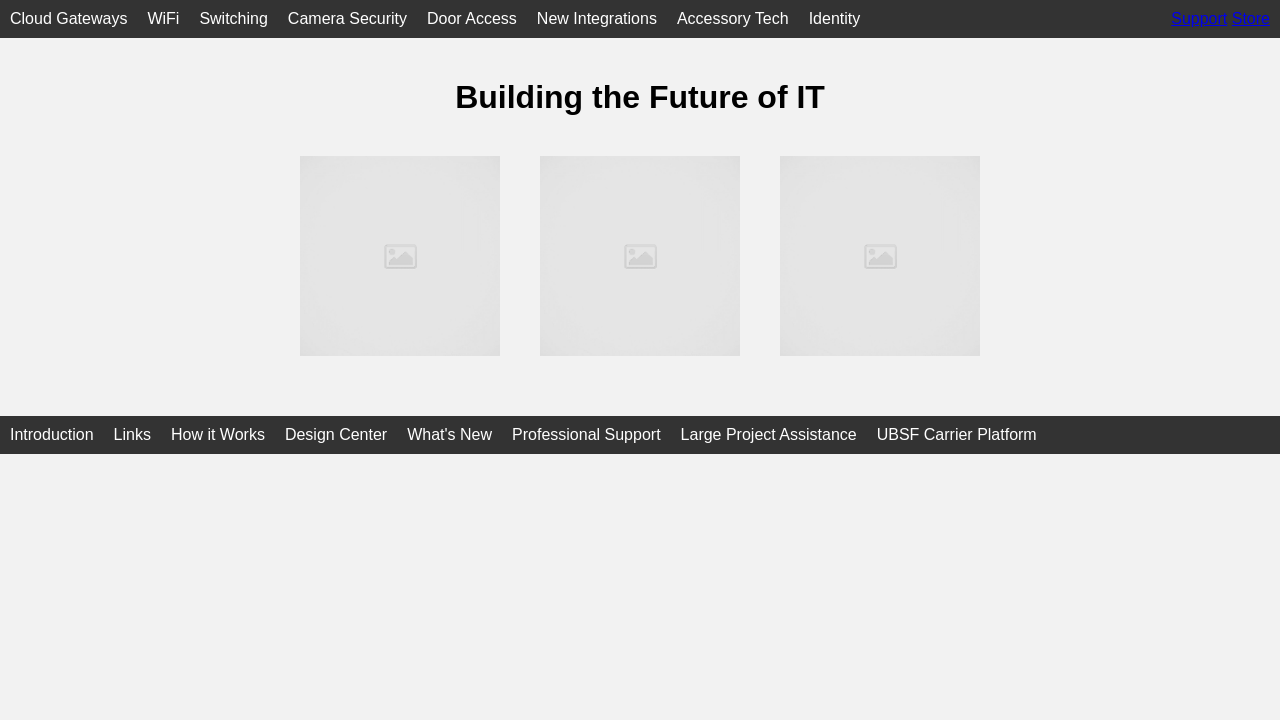 Cloud Gateways WiFi Switching Camera Security Door Access New Integrations Accessory Tech Identity Support Store
Building the Future of IT
Introduction Links How it Works Design Center What's New Professional Support Large Project Assistance UBSF Carrier Platform